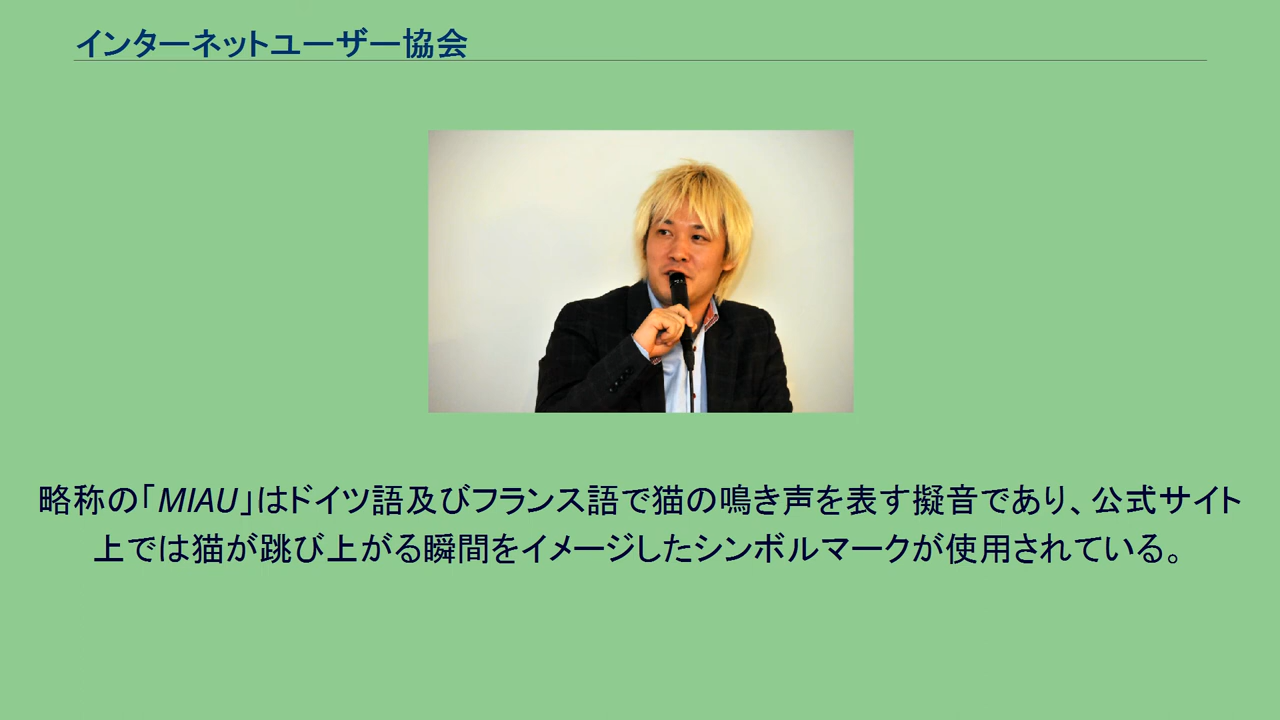 インターネットユーザー協会
略称の「MIAU」はドイツ語及びフランス語で猫の鳴き声を表す擬音であり、公式サイト
上では猫が跳び上がる瞬間をイメージしたシンボルマークが使用されている。